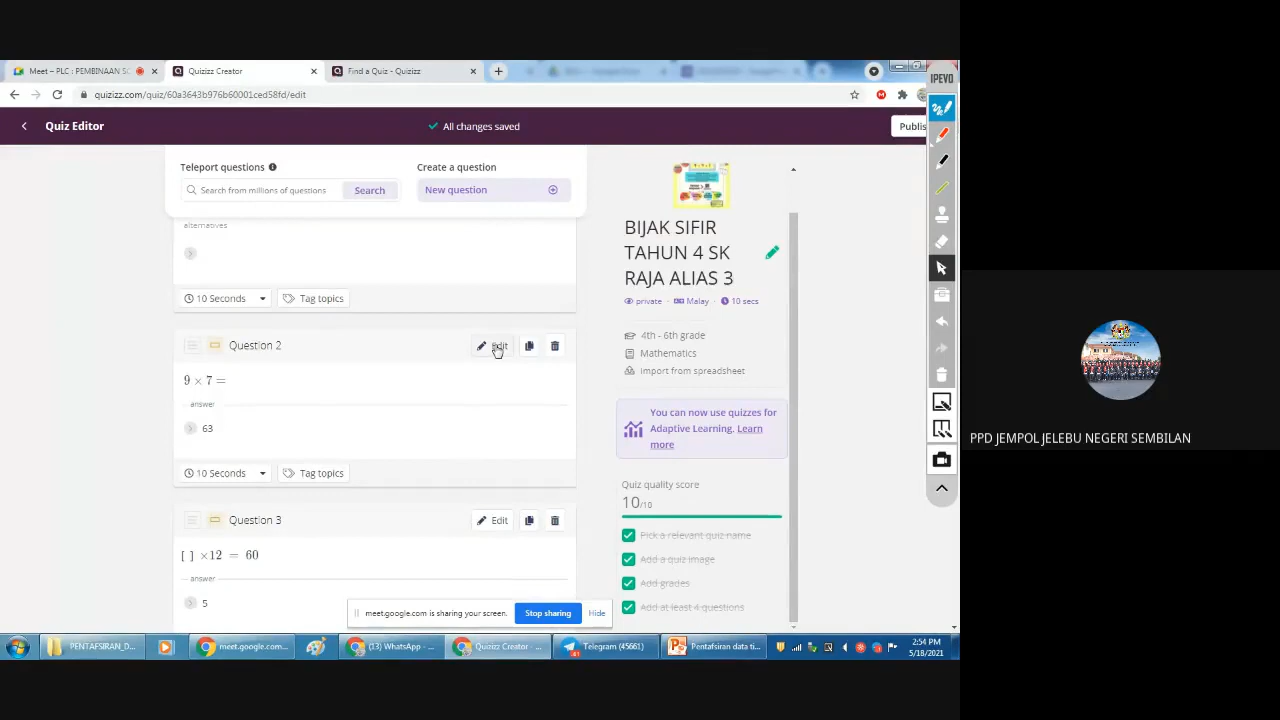 Meet – PLC : PEMBINAAN So
Quizizz Creator
Find a Quiz - Quizizz
IPEVO
quizizz.com/quiz/60a3643b976b60001ced58fd/edit
Quiz Editor
All changes saved
Publis
Teleport questions
Create a question
Search from millions of questions
Search
New question
alternatives
10 Seconds
Tag topics
Question 2
Edit
9 × 7 =
answer
63
10 Seconds
Tag topics
Question 3
Edit
[ ] ×12 = 60
answer
5
BIJAK SIFIR
TAHUN 4 SK
RAJA ALIAS 3
private
Malay
10 secs
4th - 6th grade
Mathematics
Import from spreadsheet
You can now use quizzes for
Adaptive Learning. Learn
more
Quiz quality score
10/10
Pick a relevant quiz name
Add a quiz image
Add grades
Add at least 4 questions
meet.google.com is sharing your screen.
Stop sharing
Hide
PENTAFSIRAN_D...
meet.google.com...
(13) WhatsApp - ...
Quizizz Creator - ...
Telegram (45661)
Pentafsiran data ti...
2:54 PM
5/18/2021
PPD JEMPOL JELEBU NEGERI SEMBILAN